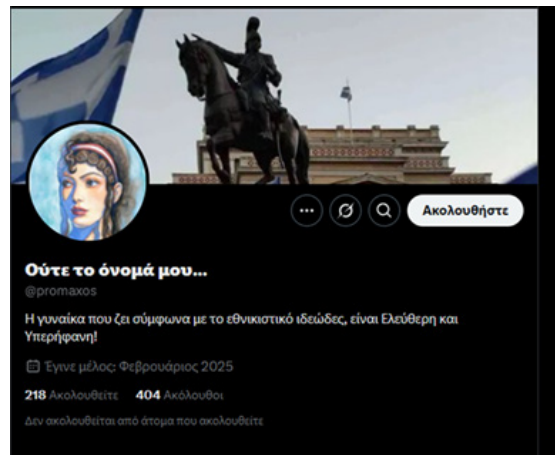 Ακολουθήστε
Ούτε το όνομά μου...
@promaxos
Η γυναίκα που ζει σύμφωνα με το εθνικιστικό ιδεώδες, είναι Ελεύθερη και
Υπερήφανη!
Έγινε μέλος: Φεβρουάριος 2025
218 Ακολουθείτε 404 Ακόλουθοι
Δεν ακολουθείται από άτομα που ακολουθείτε